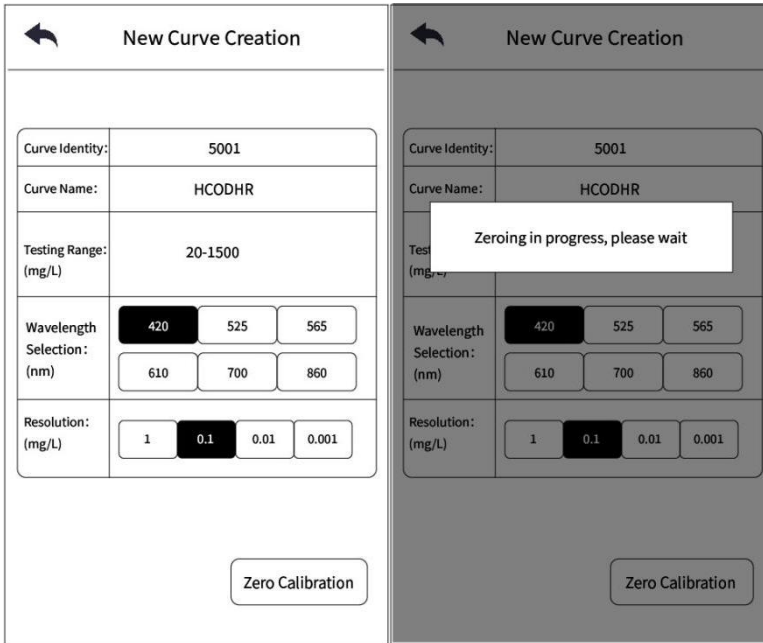 New Curve Creation
Curve Identity: 5001
Curve Name: HCODHR
Testing Range: 20-1500
(mg/L)
Wavelength
Selection:
(nm)
420 525 565
610 700 860
Resolution:
(mg/L)
1 0.1 0.01 0.001
Zero Calibration
New Curve Creation
Curve Identity: 5001
Curve Name: HCODHR
Zeroing in progress, please wait
Wavelength
Selection:
(nm)
420 525 565
610 700 860
Resolution:
(mg/L)
1 0.1 0.01 0.001
Zero Calibration